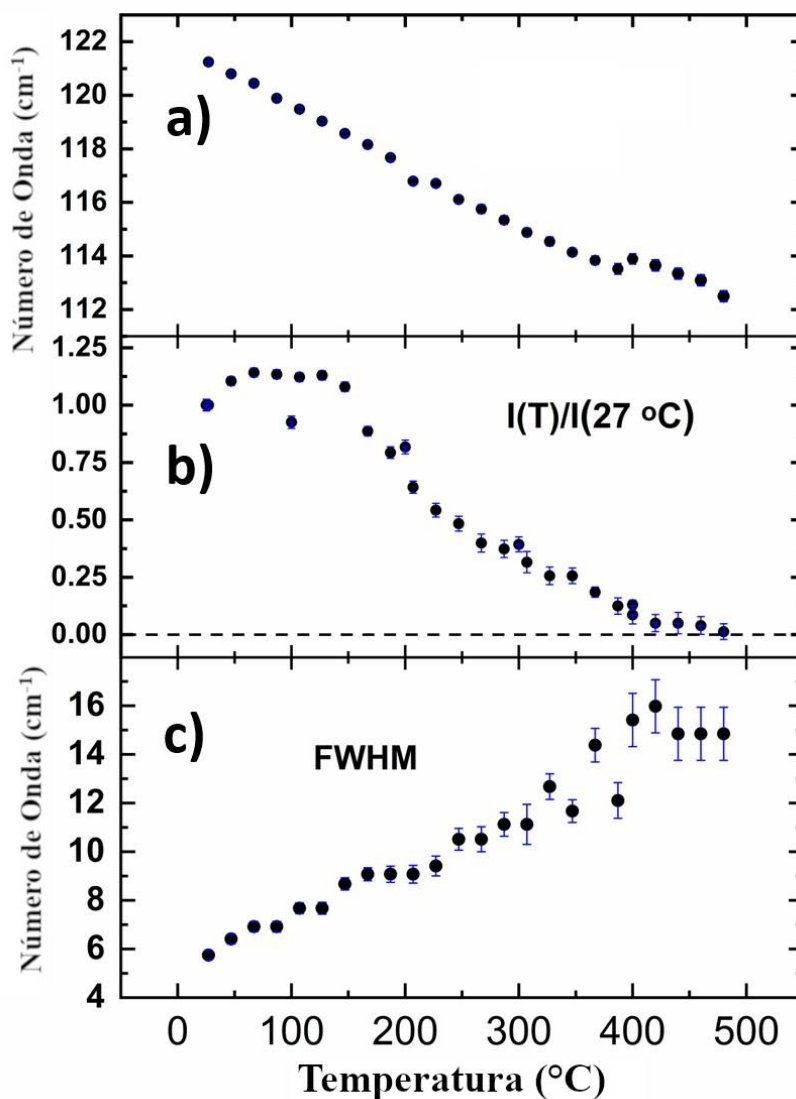 Número de Onda (cm-1)
122
120
118
116
114
112
a)
1.25
1.00
0.75
0.50
0.25
0.00
b)
I(T)/I(27 oC)
Número de Onda (cm-1)
16
14
12
10
8
6
4
c)
FWHM
0 100 200 300 400 500
Temperatura (°C)